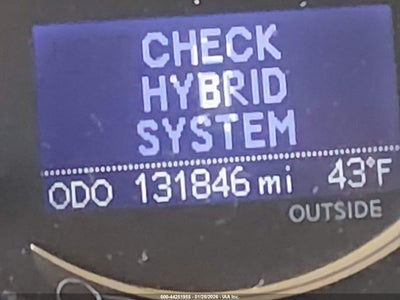 CHECK
HYBRID
SYSTEM
ODO 131846 mi 43°F
OUTSIDE